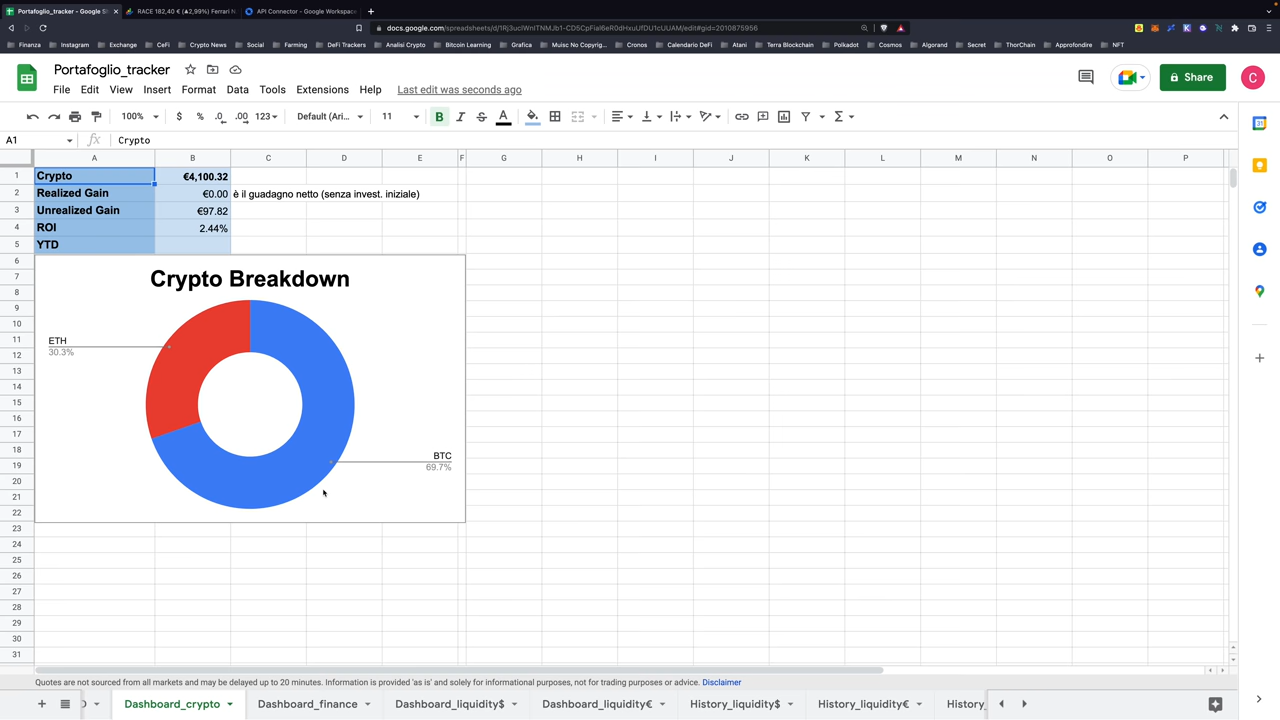 Portafoglio_tracker - Google Sh
RACE 182,40 € (▲2,99%) Ferrari N
API Connector - Google Workspace
docs.google.com
Finanza Instagram Exchange CeFi Crypto News Social Farming DeFi Trackers Analisi Crypto Bitcoin Learning Grafica Muisc No Copyrig... Cronos Calendario DeFi Atani Terra Blockchain Polkadot Cosmos Algorand Secret ThorChain Approfondire NFT
Portafoglio_tracker
File Edit View Insert Format Data Tools Extensions Help Last edit was seconds ago
Share
C
100% $ % .0 .00 123 Default (Ari... 11 B I S A
A1 fx Crypto
A B C D E F G H I J K L M N O P
1 Crypto €4,100.32
2 Realized Gain €0.00 è il guadagno netto (senza invest. iniziale)
3 Unrealized Gain €97.82
4 ROI 2.44%
5 YTD
6
7
8
9
10
11
12
13
14
15
16
17
18
19
20
21
22
23
24
25
26
27
28
29
30
31
Crypto Breakdown
ETH
30.3%
BTC
69.7%
Quotes are not sourced from all markets and may be delayed up to 20 minutes. Information is provided 'as is' and solely for informational purposes, not for trading purposes or advice. Disclaimer
Dashboard_crypto Dashboard_finance Dashboard_liquidity$ Dashboard_liquidity€ History_liquidity$ History_liquidity€ History_